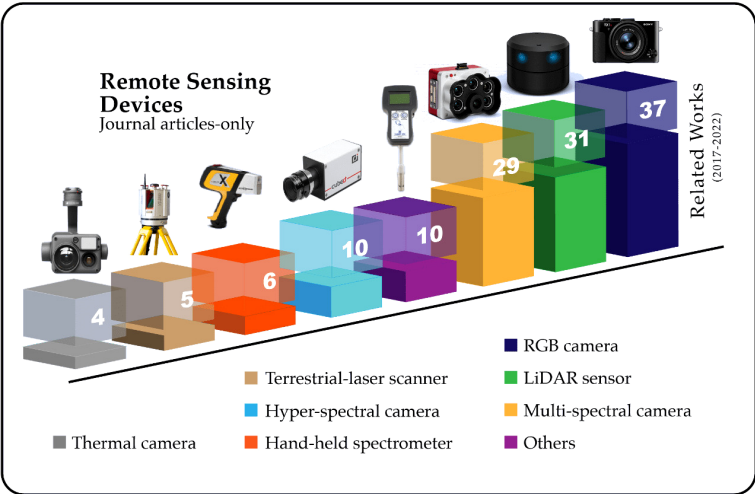 Remote Sensing
Devices
Journal articles-only
37
31
29
10
10
6
5
4
Related Works
(2017-2022)
RGB camera
Terrestrial-laser scanner
LiDAR sensor
Hyper-spectral camera
Multi-spectral camera
Thermal camera
Hand-held spectrometer
Others